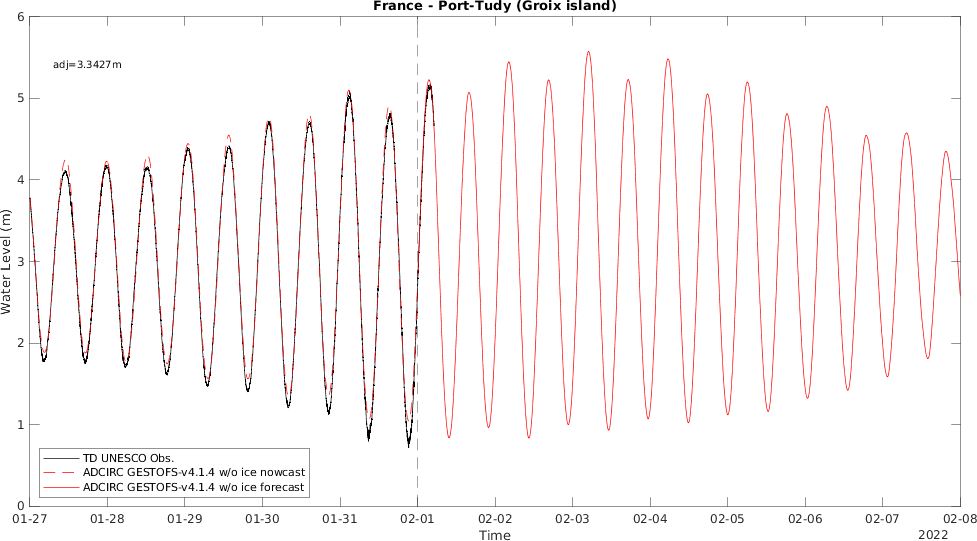 France - Port-Tudy (Groix island)
6
adj=3.3427m
5
4
3
2
1
0
Water Level (m)
TD UNESCO Obs.
ADCIRC GESTOFS-v4.1.4 w/o ice nowcast
ADCIRC GESTOFS-v4.1.4 w/o ice forecast
01-27 01-28 01-29 01-30 01-31 02-01 02-02 02-03 02-04 02-05 02-06 02-07 02-08
Time
2022